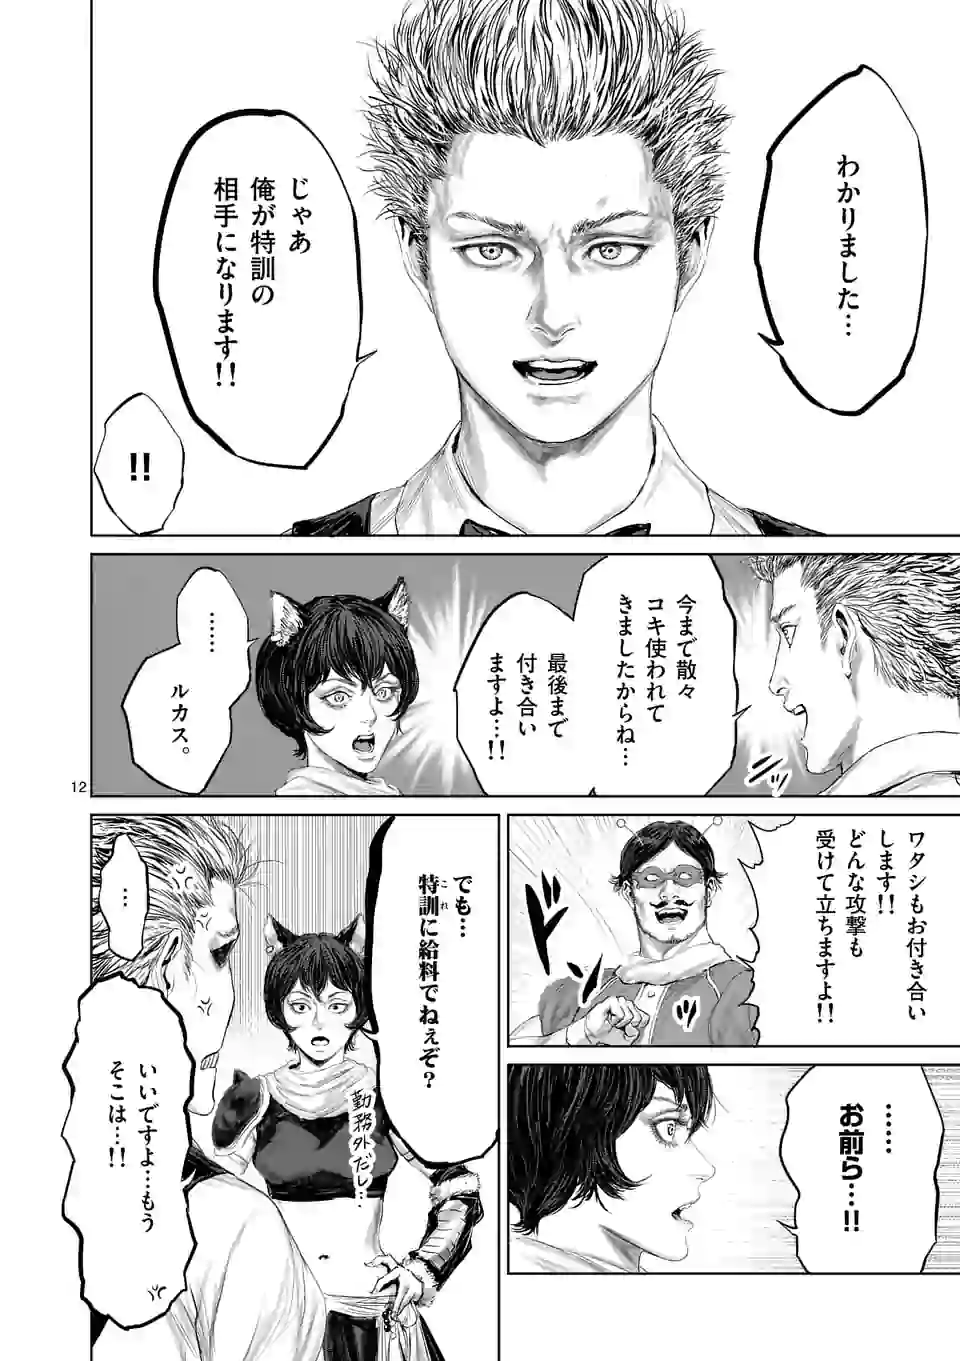 わかりました…
じゃあ
俺が特訓の
相手になります!!
!!
今まで散々
コキ使われて
きましたからね…
最後まで
付き合い
ますよ…!!
……
ルカス。
12
ワタシもお付き合い
します!!
どんな攻撃も
受けて立ちますよ!!
ドン
ドッ
ドッ
……
お前ら…!!
でも…
特訓に給料でねぇぞ?
これ
勤務外だし…
…
いいですよ…もう
そこは…!!